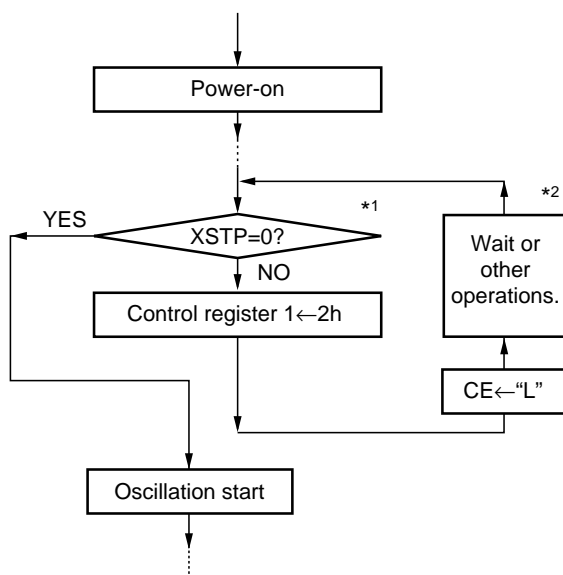 Power-on
*1
*2
YES
XSTP=0?
Wait or
other
operations.
NO
Control register 1←2h
CE←“L”
Oscillation start